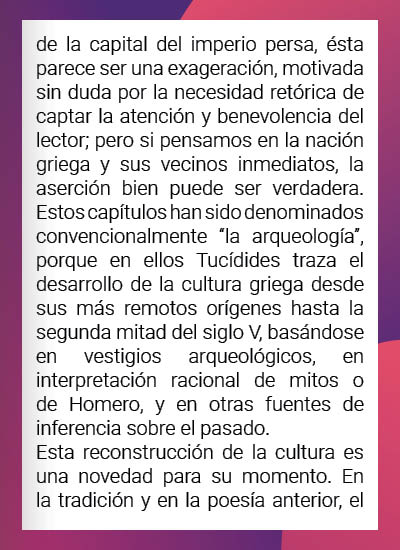 de la capital del imperio persa, ésta
parece ser una exageración, motivada
sin duda por la necesidad retórica de
captar la atención y benevolencia del
lector; pero si pensamos en la nación
griega y sus vecinos inmediatos, la
aserción bien puede ser verdadera.
Estos capítulos han sido denominados
convencionalmente “la arqueología”,
porque en ellos Tucídides traza el
desarrollo de la cultura griega desde
sus más remotos orígenes hasta la
segunda mitad del siglo V, basándose
en vestigios arqueológicos, en
interpretación racional de mitos o
de Homero, y en otras fuentes de
inferencia sobre el pasado.
Esta reconstrucción de la cultura es
una novedad para su momento. En
la tradición y en la poesía anterior, el